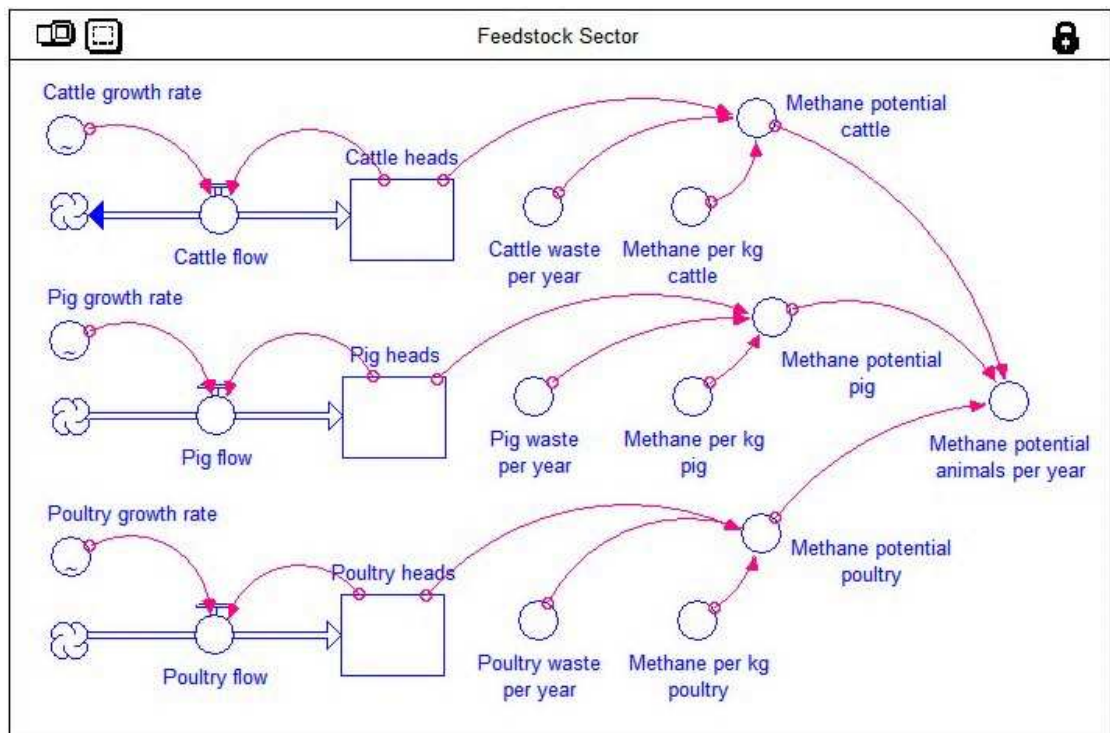 Feedstock Sector
Cattle growth rate
Methane potential
cattle
Cattle heads
Cattle flow
Cattle waste
per year
Methane per kg
cattle
Pig growth rate
Pig heads
Methane potential
pig
Pig flow
Pig waste
per year
Methane per kg
pig
Methane potential
animals per year
Poultry growth rate
Methane potential
poultry
Poultry heads
Poultry flow
Poultry waste
per year
Methane per kg
poultry